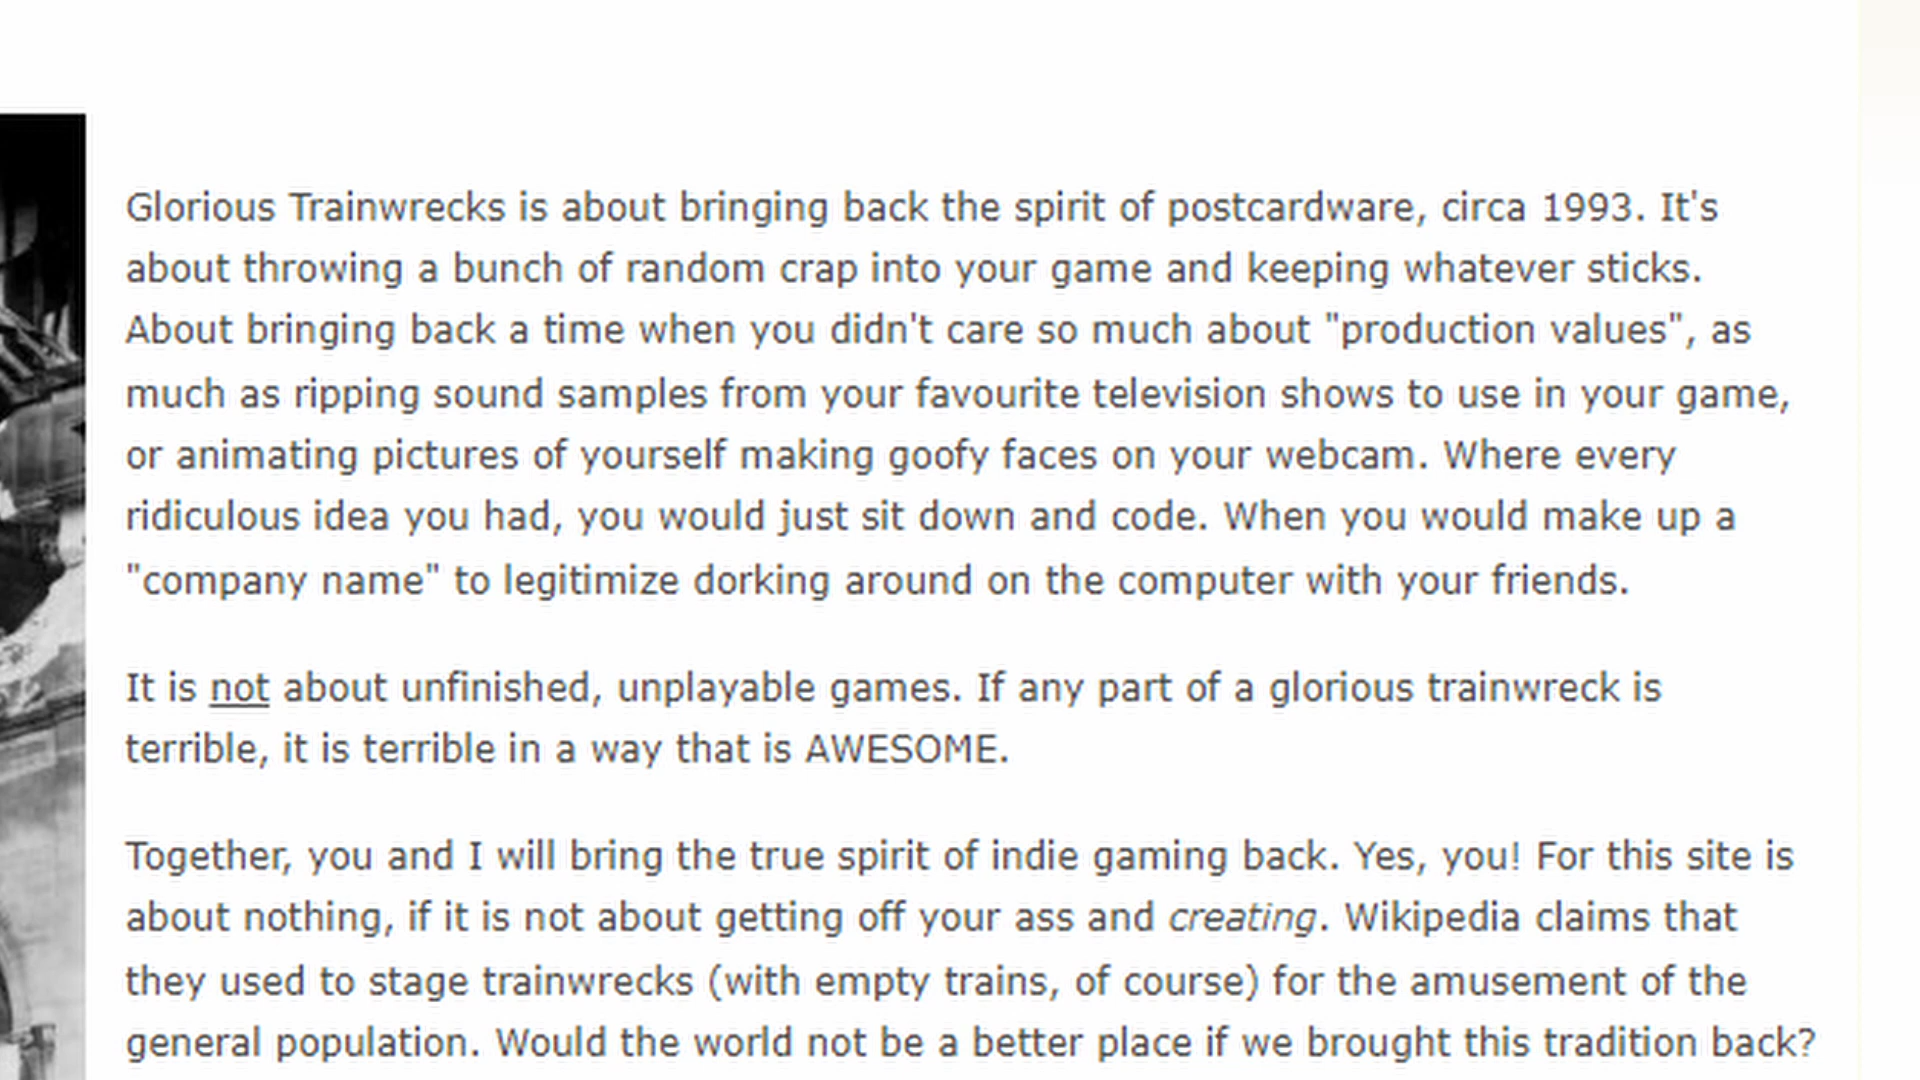 Glorious Trainwrecks is about bringing back the spirit of postcardware, circa 1993. It's
about throwing a bunch of random crap into your game and keeping whatever sticks.
About bringing back a time when you didn't care so much about "production values", as
much as ripping sound samples from your favourite television shows to use in your game,
or animating pictures of yourself making goofy faces on your webcam. Where every
ridiculous idea you had, you would just sit down and code. When you would make up a
"company name" to legitimize dorking around on the computer with your friends.
It is not about unfinished, unplayable games. If any part of a glorious trainwreck is
terrible, it is terrible in a way that is AWESOME.
Together, you and I will bring the true spirit of indie gaming back. Yes, you! For this site is
about nothing, if it is not about getting off your ass and creating. Wikipedia claims that
they used to stage trainwrecks (with empty trains, of course) for the amusement of the
general population. Would the world not be a better place if we brought this tradition back?